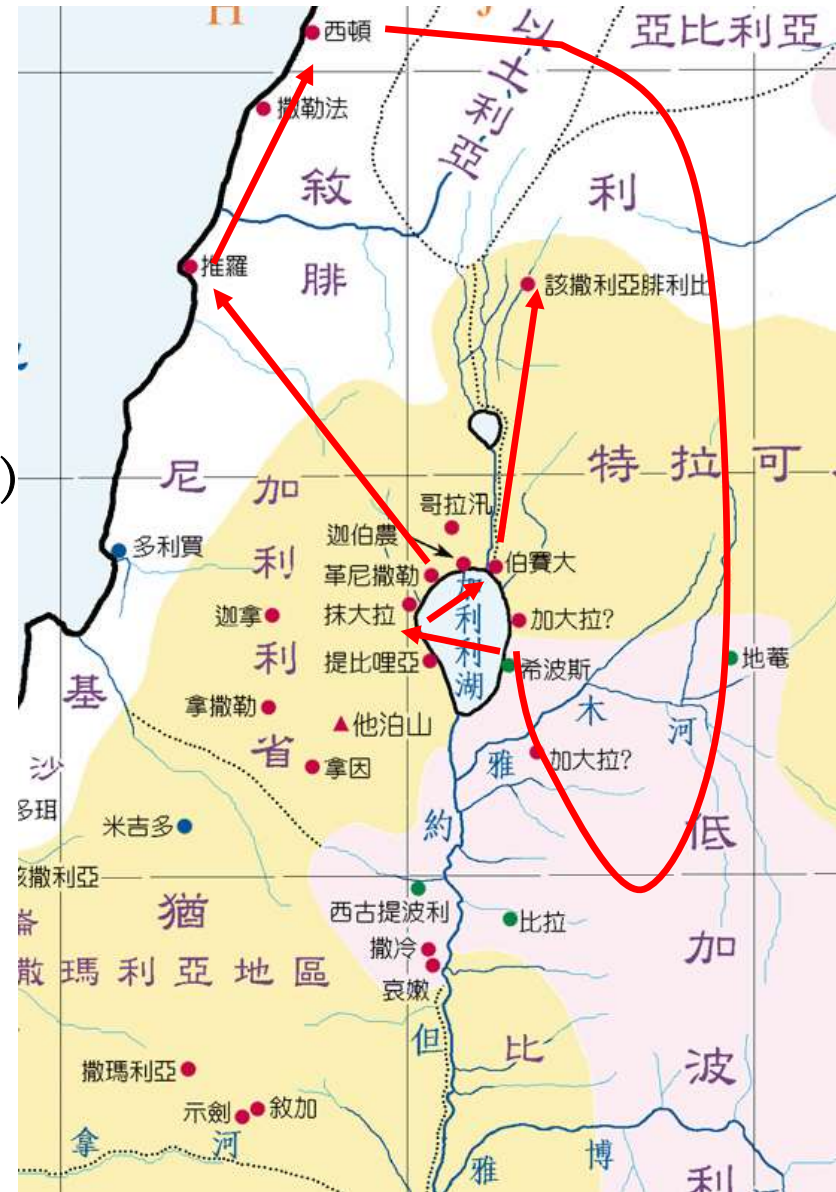 H
西頓
以土利亞
亞比利亞
撒勒法
敘
利
推羅
腓
該撒利亞腓利比
)
尼
加
特拉可
哥拉汛
多利買
迦伯農
伯賽大
利
革尼撒勒
加利利湖
迦拿
抹大拉
加大拉?
利
提比哩亞
希波斯
地菴
基
拿撒勒
他泊山
木
河
省
沙
拿因
雅
加大拉?
多珥
米吉多
約
低
該撒利亞
西古提波利
比拉
猶
撒冷
加
撒瑪利亞地區
哀嫩
但
比
波
撒瑪利亞
示劍
敘加
拿
河
雅
博
利